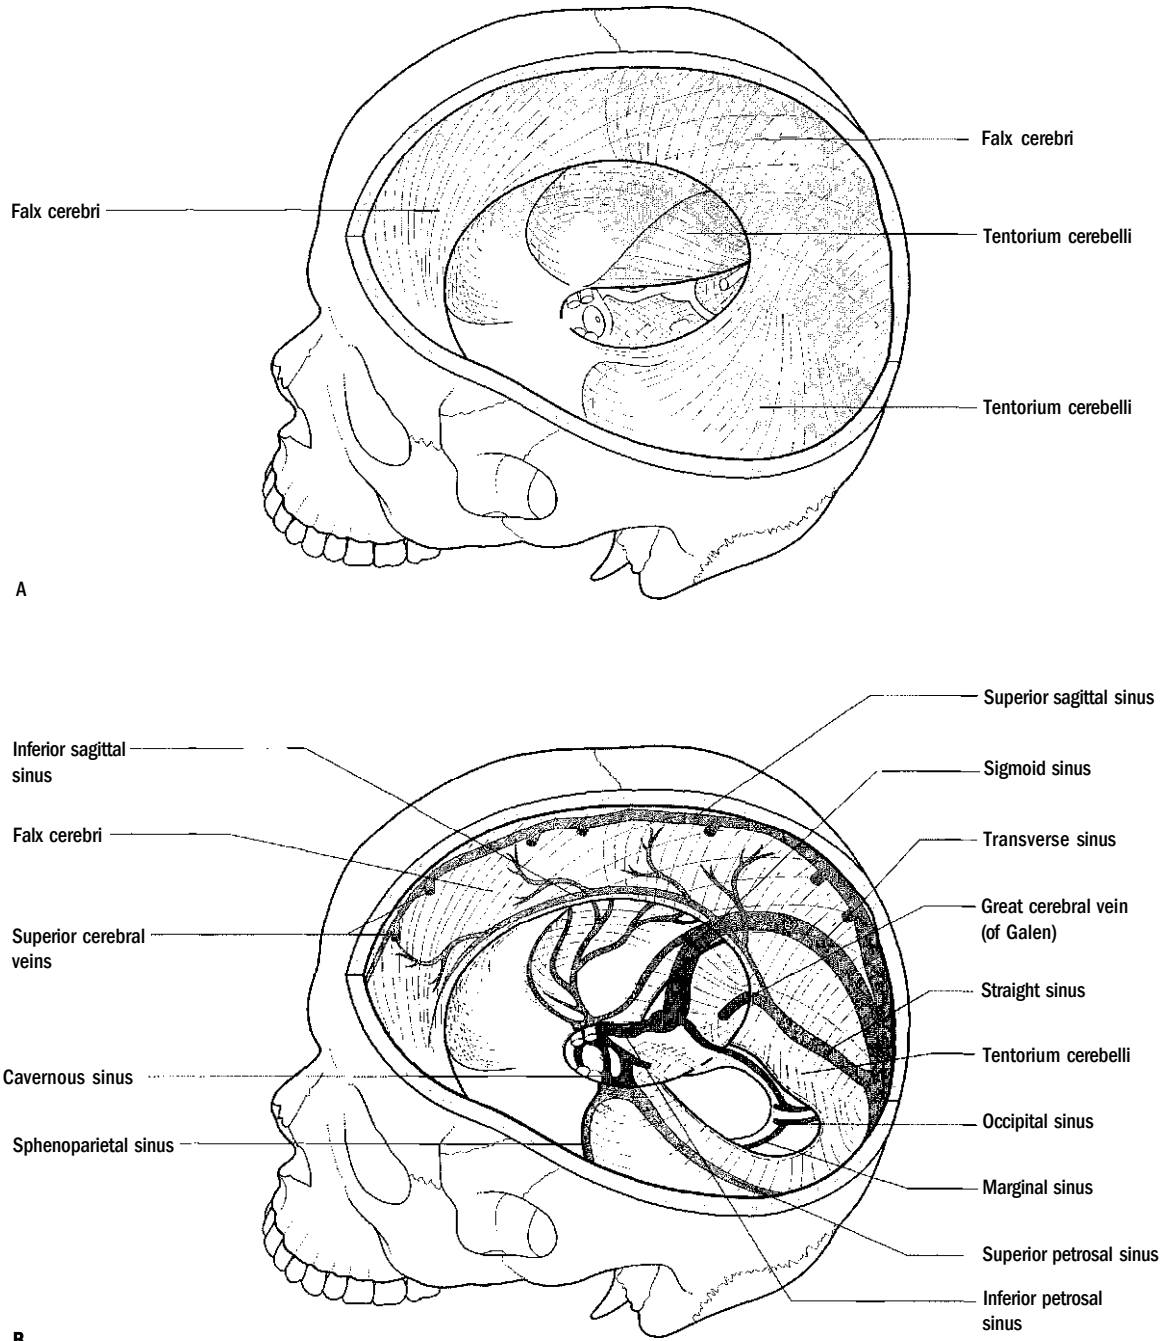 Falx cerebri
Falx cerebri
Tentorium cerebelli
Tentorium cerebelli
A
Superior sagittal sinus
Inferior sagittal
sinus
Sigmoid sinus
Falx cerebri
Transverse sinus
Great cerebral vein
(of Galen)
Superior cerebral
veins
Straight sinus
Tentorium cerebelli
Cavernous sinus
Occipital sinus
Sphenoparietal sinus
Marginal sinus
Superior petrosal sinus
Inferior petrosal
sinus
B